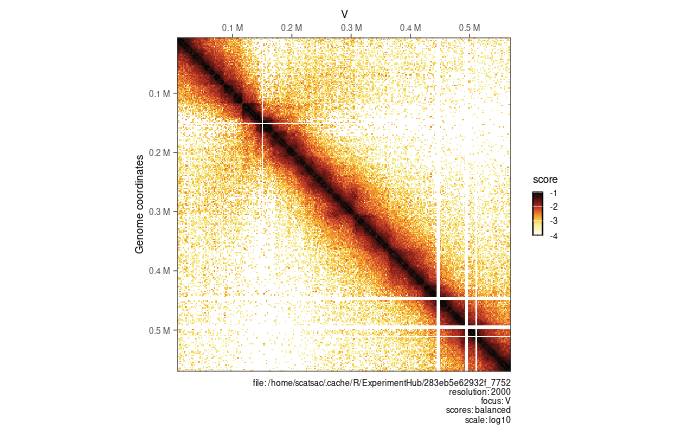 V
0.1 M 0.2 M 0.3 M 0.4 M 0.5 M
Genome coordinates
0.1 M
0.2 M
0.3 M
0.4 M
0.5 M
score
-1
-2
-3
-4
file: /home/scatsac/.cache/R/ExperimentHub/283eb5e62932f_7752
resolution: 2000
focus: V
scores: balanced
scale: log10